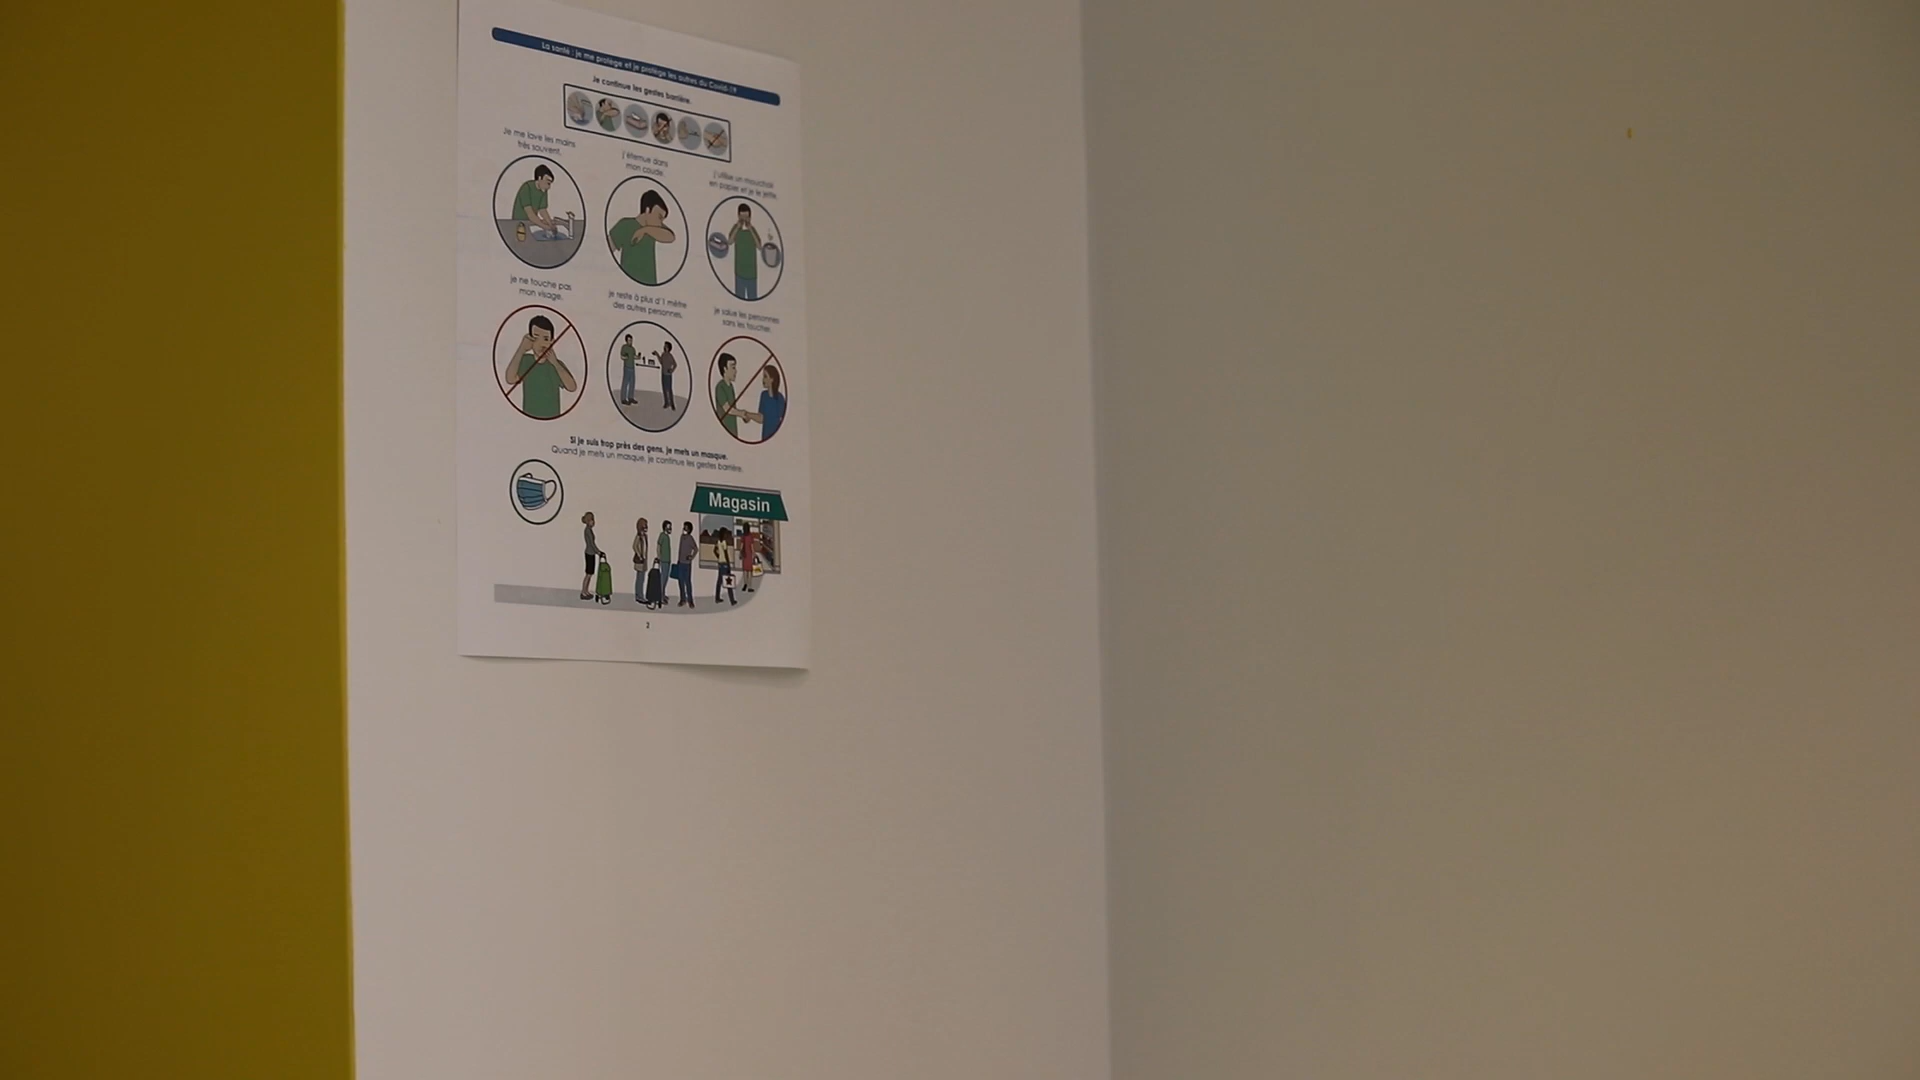 La santé : je me protège et je protège les autres du Covid-19
Je continue les gestes barrière.
Je me lave les mains
très souvent.
j'éternue dans
mon coude.
j'utilise un mouchoir
en papier et je le jette.
je ne touche pas
mon visage.
je reste à plus d'1 mètre
des autres personnes.
je salue les personnes
sans les toucher.
1 m
Si je suis trop près des gens, je mets un masque.
Quand je mets un masque, je continue les gestes barrière.
Magasin
2